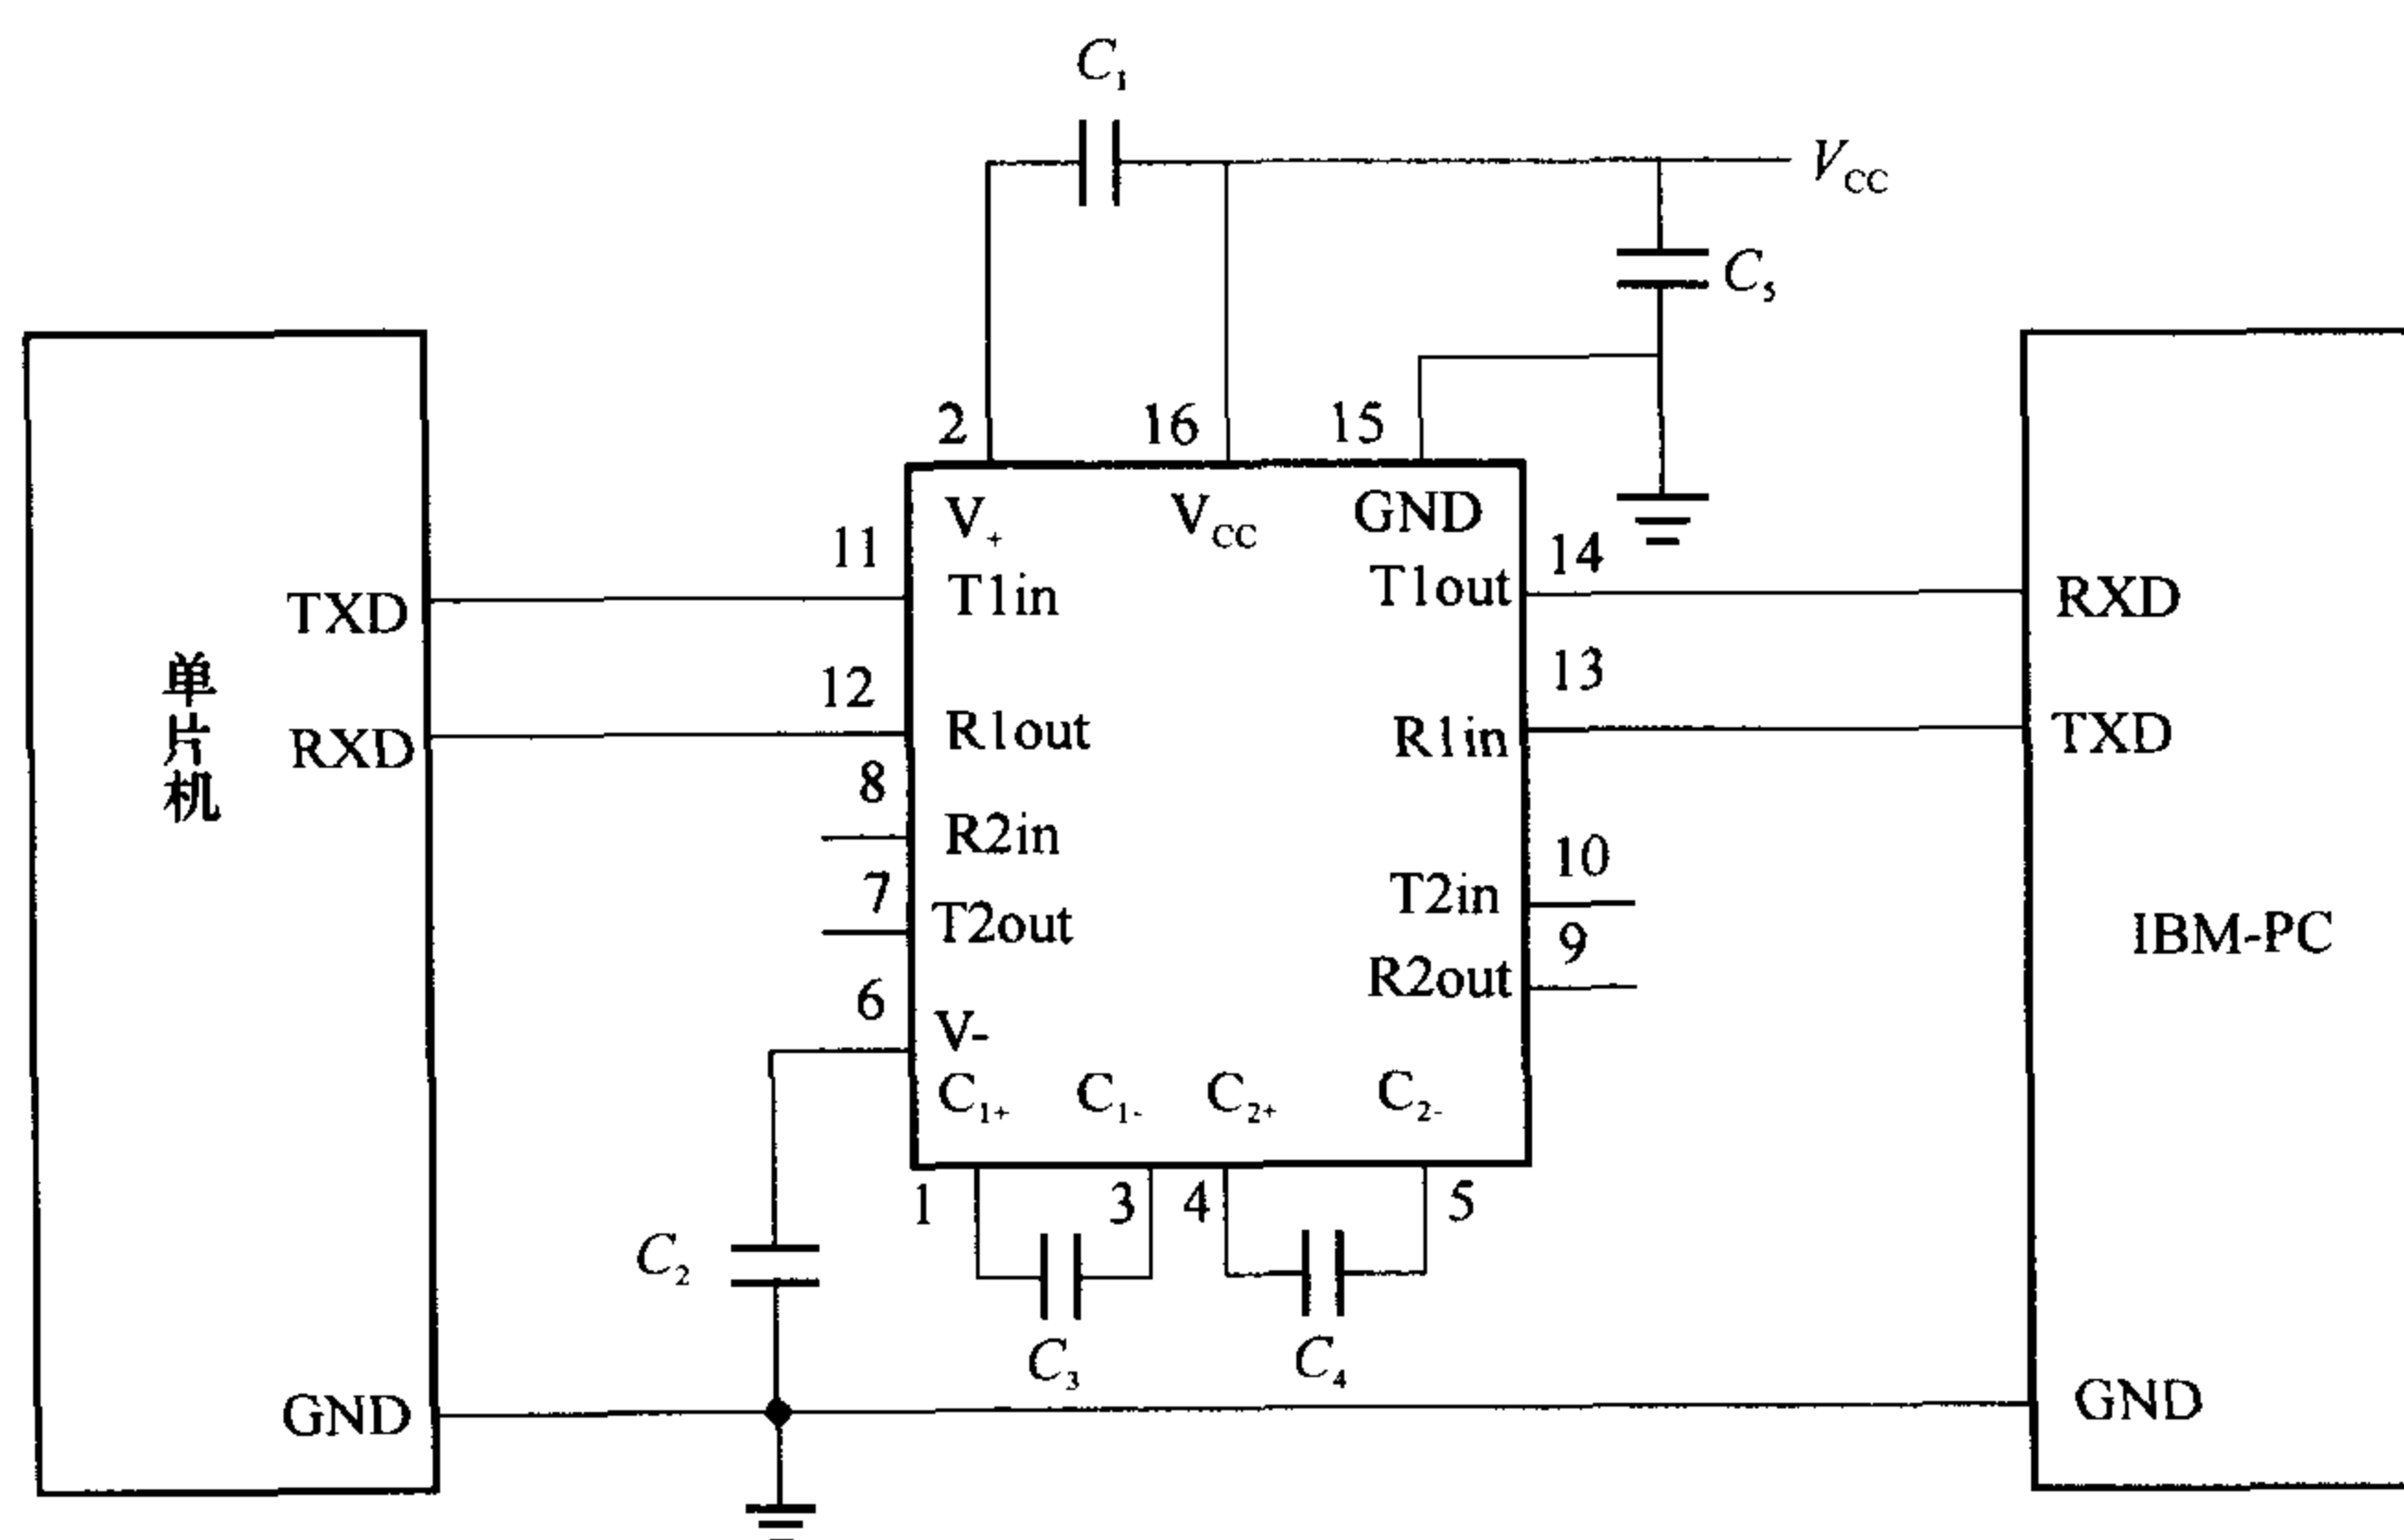 C₁
V_CC
C₅
2 16 15
V₊ V_CC GND
11 T1in T1out 14
TXD RXD
12 R1out R1in 13
RXD TXD
单片机
8 R2in T2in 10
7 T2out R2out 9
IBM-PC
6 V-
C₁₊ C₁₋ C₂₊ C₂₋
1 3 4 5
C₂
C₃ C₄
GND GND